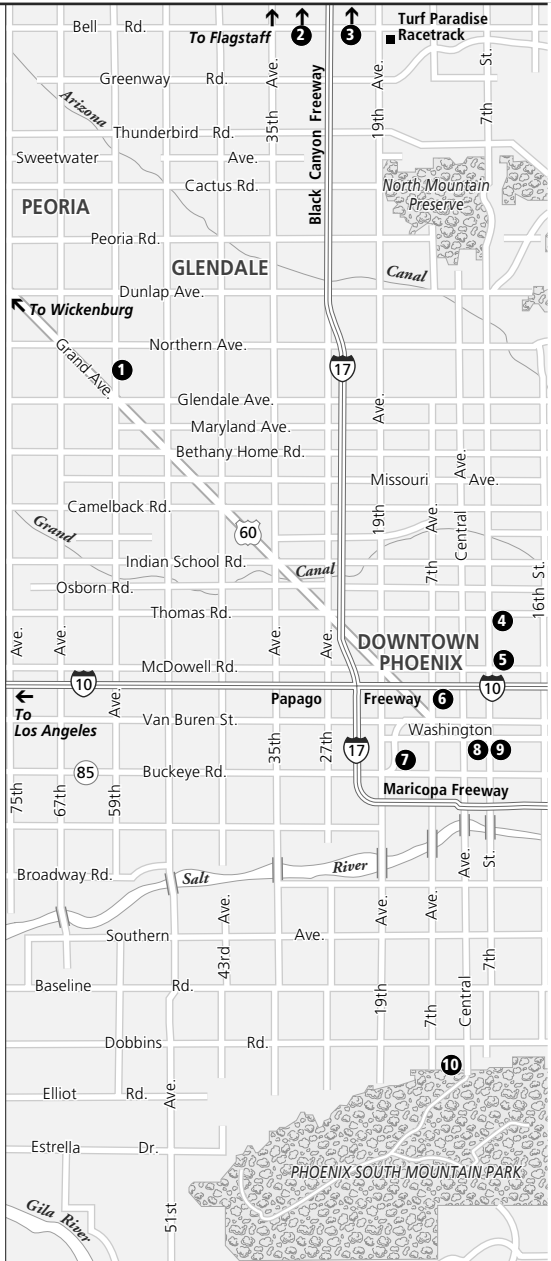 Turf Paradise
Racetrack
Bell Rd.
To Flagstaff
2
3
St.
Ave.
Ave.
Greenway Rd.
Arizona
Black Canyon Freeway
35th
19th
7th
Thunderbird Rd.
Sweetwater Ave.
Cactus Rd.
North Mountain
Preserve
PEORIA
Peoria Rd.
GLENDALE
Canal
Dunlap Ave.
To Wickenburg
Grand Ave.
Northern Ave.
1
17
Glendale Ave.
Ave.
Maryland Ave.
Bethany Home Rd.
Missouri Ave.
Ave.
Camelback Rd.
19th
Ave.
Central
Grand
60
Indian School Rd.
Canal
7th
16th St.
Osborn Rd.
Thomas Rd.
4
Ave.
Ave.
Ave.
Ave.
DOWNTOWN
PHOENIX
McDowell Rd.
5
10
10
To
Los Angeles
Ave.
Papago Freeway
6
Van Buren St.
Washington
35th
27th
17
7
8
9
85
Buckeye Rd.
75th
67th
59th
Maricopa Freeway
Broadway Rd.
Salt River
Ave.
St.
Ave.
Ave.
Ave.
Southern Ave.
43rd
7th
Baseline Rd.
19th
7th
Central
Dobbins Rd.
10
Elliot Rd.
Ave.
Estrella Dr.
PHOENIX SOUTH MOUNTAIN PARK
51st
Gila River